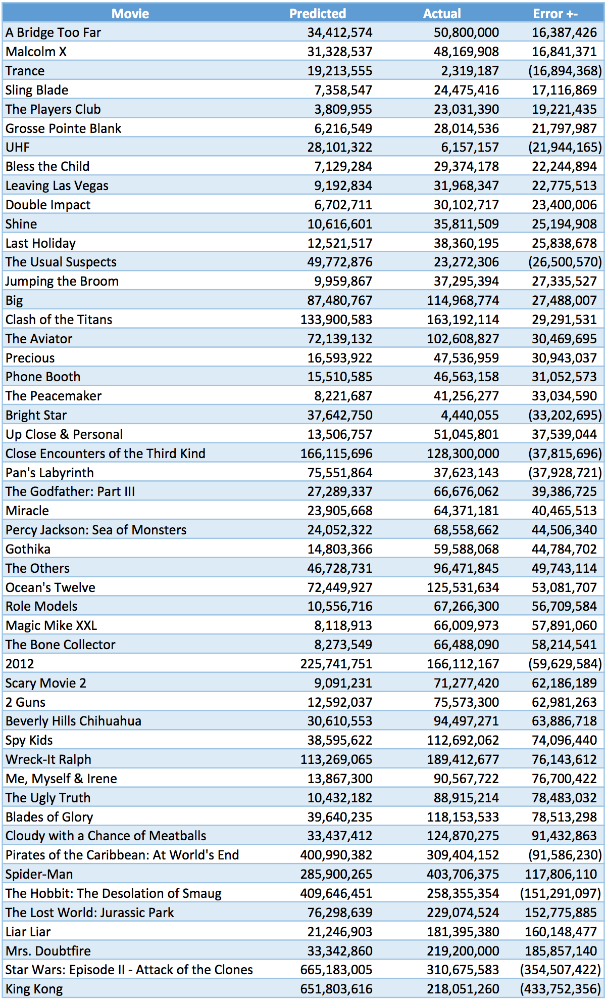 Movie Predicted Actual Error +-
A Bridge Too Far 34,412,574 50,800,000 16,387,426
Malcolm X 31,328,537 48,169,908 16,841,371
Trance 19,213,555 2,319,187 (16,894,368)
Sling Blade 7,358,547 24,475,416 17,116,869
The Players Club 3,809,955 23,031,390 19,221,435
Grosse Pointe Blank 6,216,549 28,014,536 21,797,987
UHF 28,101,322 6,157,157 (21,944,165)
Bless the Child 7,129,284 29,374,178 22,244,894
Leaving Las Vegas 9,192,834 31,968,347 22,775,513
Double Impact 6,702,711 30,102,717 23,400,006
Shine 10,616,601 35,811,509 25,194,908
Last Holiday 12,521,517 38,360,195 25,838,678
The Usual Suspects 49,772,876 23,272,306 (26,500,570)
Jumping the Broom 9,959,867 37,295,394 27,335,527
Big 87,480,767 114,968,774 27,488,007
Clash of the Titans 133,900,583 163,192,114 29,291,531
The Aviator 72,139,132 102,608,827 30,469,695
Precious 16,593,922 47,536,959 30,943,037
Phone Booth 15,510,585 46,563,158 31,052,573
The Peacemaker 8,221,687 41,256,277 33,034,590
Bright Star 37,642,750 4,440,055 (33,202,695)
Up Close & Personal 13,506,757 51,045,801 37,539,044
Close Encounters of the Third Kind 166,115,696 128,300,000 (37,815,696)
Pan's Labyrinth 75,551,864 37,623,143 (37,928,721)
The Godfather: Part III 27,289,337 66,676,062 39,386,725
Miracle 23,905,668 64,371,181 40,465,513
Percy Jackson: Sea of Monsters 24,052,322 68,558,662 44,506,340
Gothika 14,803,366 59,588,068 44,784,702
The Others 46,728,731 96,471,845 49,743,114
Ocean's Twelve 72,449,927 125,531,634 53,081,707
Role Models 10,556,716 67,266,300 56,709,584
Magic Mike XXL 8,118,913 66,009,973 57,891,060
The Bone Collector 8,273,549 66,488,090 58,214,541
2012 225,741,751 166,112,167 (59,629,584)
Scary Movie 2 9,091,231 71,277,420 62,186,189
2 Guns 12,592,037 75,573,300 62,981,263
Beverly Hills Chihuahua 30,610,553 94,497,271 63,886,718
Spy Kids 38,595,622 112,692,062 74,096,440
Wreck-It Ralph 113,269,065 189,412,677 76,143,612
Me, Myself & Irene 13,867,300 90,567,722 76,700,422
The Ugly Truth 10,432,182 88,915,214 78,483,032
Blades of Glory 39,640,235 118,153,533 78,513,298
Cloudy with a Chance of Meatballs 33,437,412 124,870,275 91,432,863
Pirates of the Caribbean: At World's End 400,990,382 309,404,152 (91,586,230)
Spider-Man 285,900,265 403,706,375 117,806,110
The Hobbit: The Desolation of Smaug 409,646,451 258,355,354 (151,291,097)
The Lost World: Jurassic Park 76,298,639 229,074,524 152,775,885
Liar Liar 21,246,903 181,395,380 160,148,477
Mrs. Doubtfire 33,342,860 219,200,000 185,857,140
Star Wars: Episode II - Attack of the Clones 665,183,005 310,675,583 (354,507,422)
King Kong 651,803,616 218,051,260 (433,752,356)